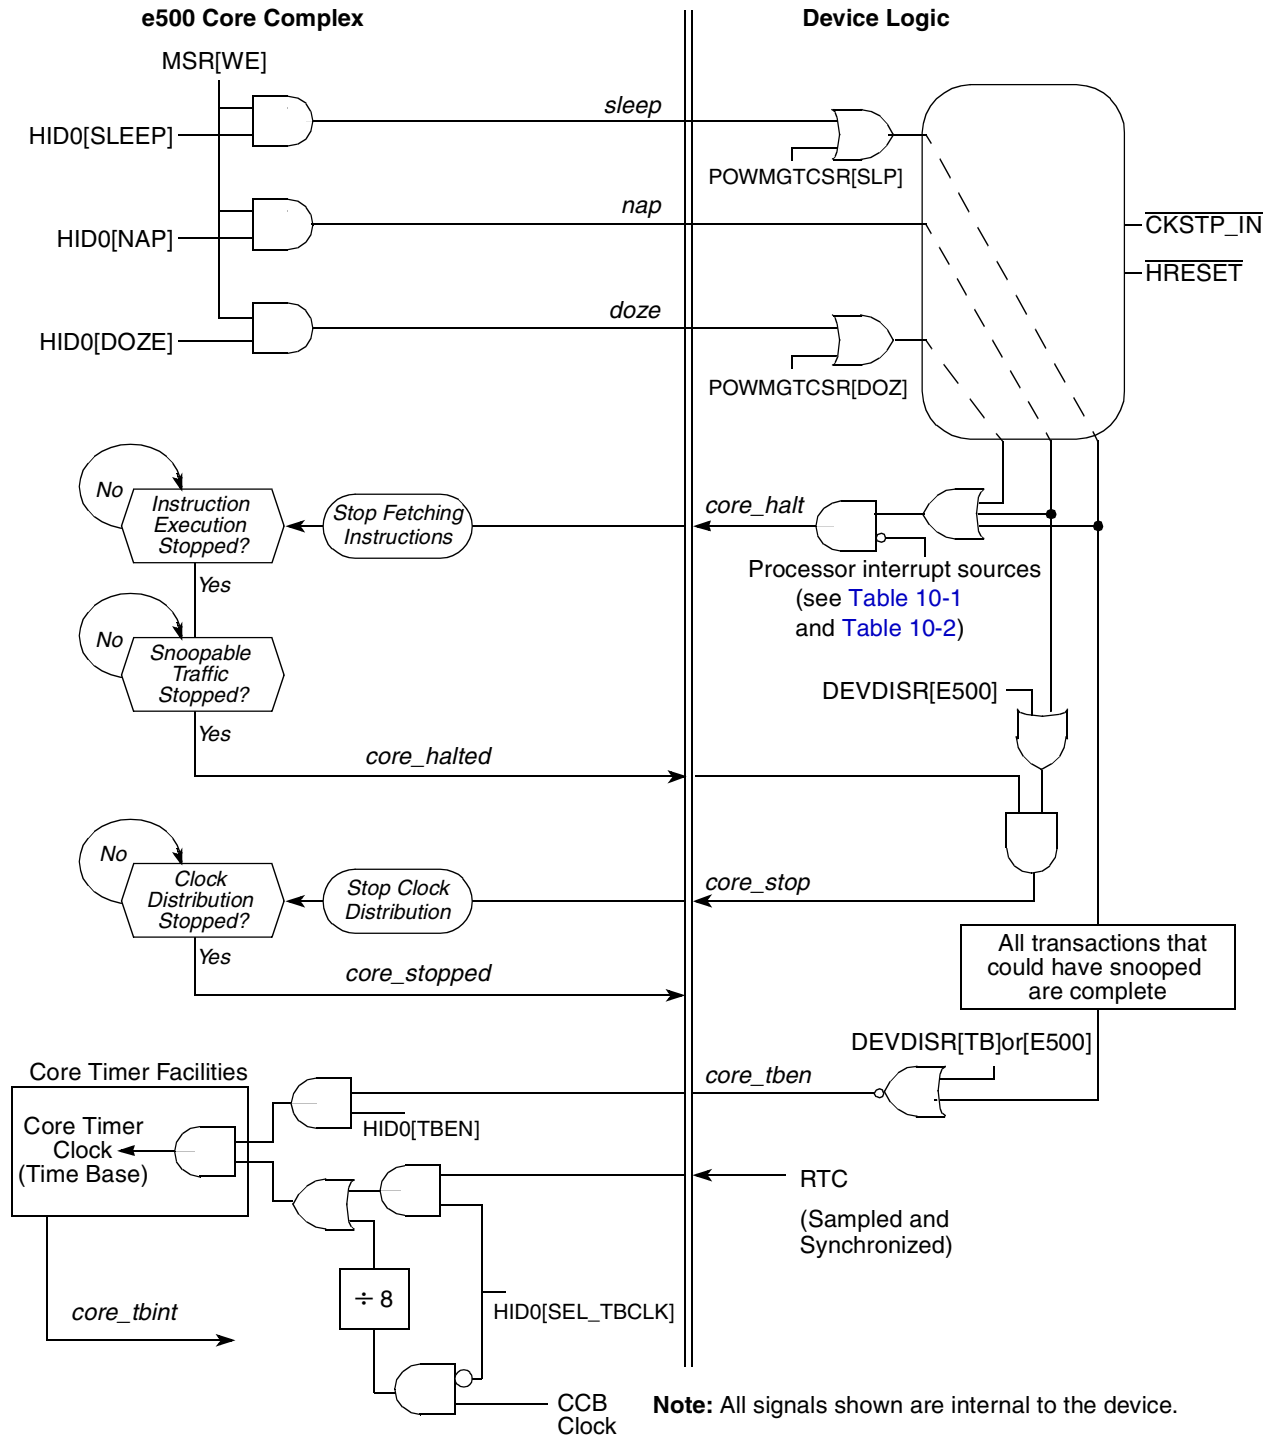 e500 Core Complex
Device Logic
MSR[WE]
sleep
HID0[SLEEP]
POWMGTCSR[SLP]
nap
HID0[NAP]
CKSTP_IN
HRESET
doze
HID0[DOZE]
POWMGTCSR[DOZ]
No
Instruction
Execution
Stopped?
Stop Fetching
Instructions
core_halt
Processor interrupt sources
(see Table 10-1
and Table 10-2)
Yes
No
Snoopable
Traffic
Stopped?
DEVDISR[E500]
Yes
core_halted
No
Clock
Distribution
Stopped?
Stop Clock
Distribution
core_stop
Yes
core_stopped
All transactions that
could have snooped
are complete
DEVDISR[TB]or[E500]
Core Timer Facilities
core_tben
Core Timer
Clock
(Time Base)
HID0[TBEN]
RTC
(Sampled and
Synchronized)
÷ 8
HID0[SEL_TBCLK]
core_tbint
CCB
Clock
Note: All signals shown are internal to the device.